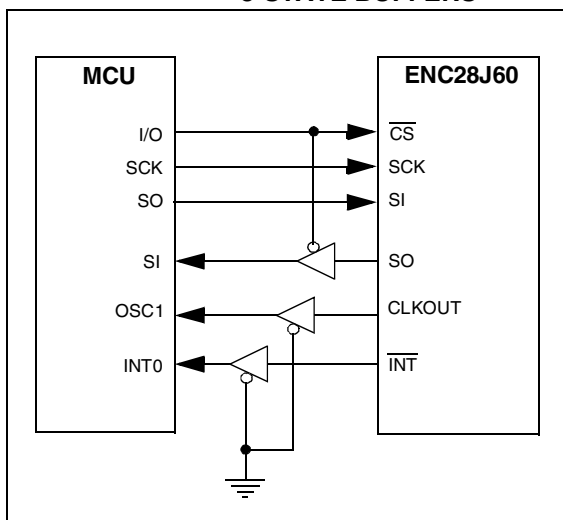 3-STATE BUFFERS
MCU
ENC28J60
I/O
CS
SCK
SCK
SO
SI
SI
SO
OSC1
CLKOUT
INT0
INT